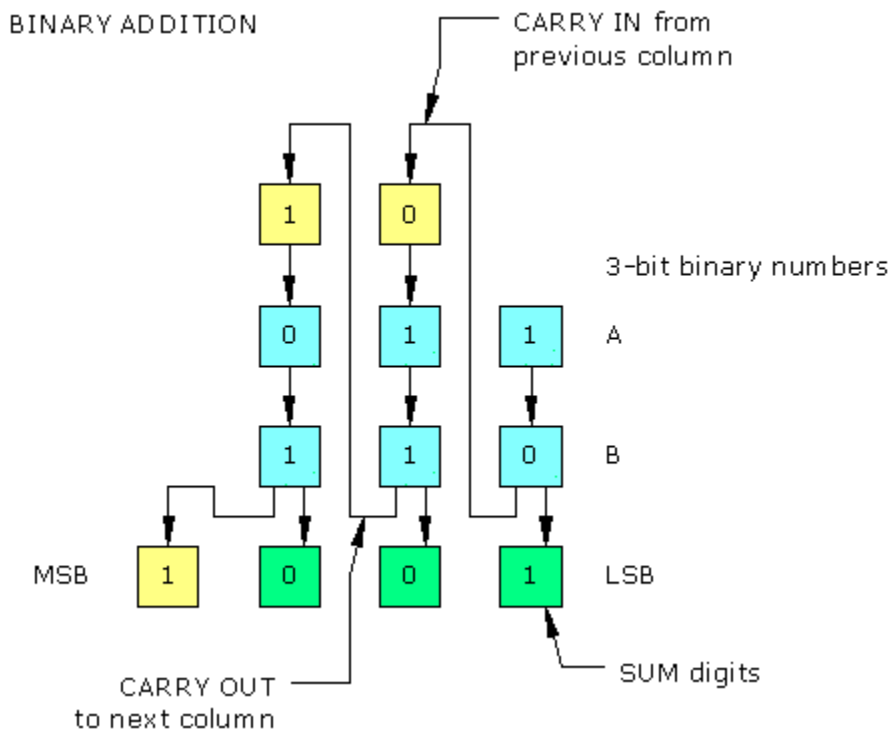 BINARY ADDITION
CARRY IN from
previous column
1 0
3-bit binary numbers
0 1 1 A
1 1 0 B
MSB 1 0 0 1 LSB
SUM digits
CARRY OUT
to next column